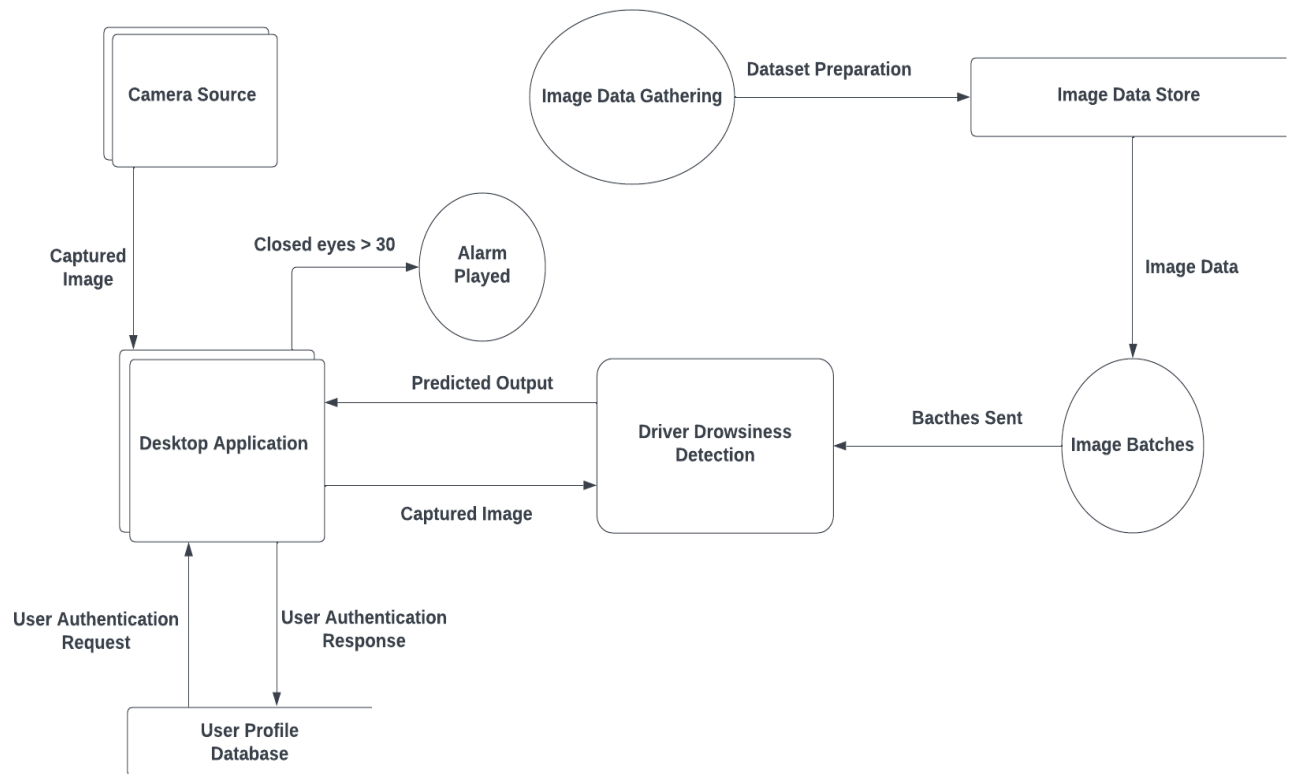 Camera Source
Image Data Gathering
Dataset Preparation
Image Data Store
Captured
Image
Closed eyes > 30
Alarm
Played
Image Data
Desktop Application
Predicted Output
Captured Image
Driver Drowsiness
Detection
Bacthes Sent
Image Batches
User Authentication
Request
User Authentication
Response
User Profile
Database